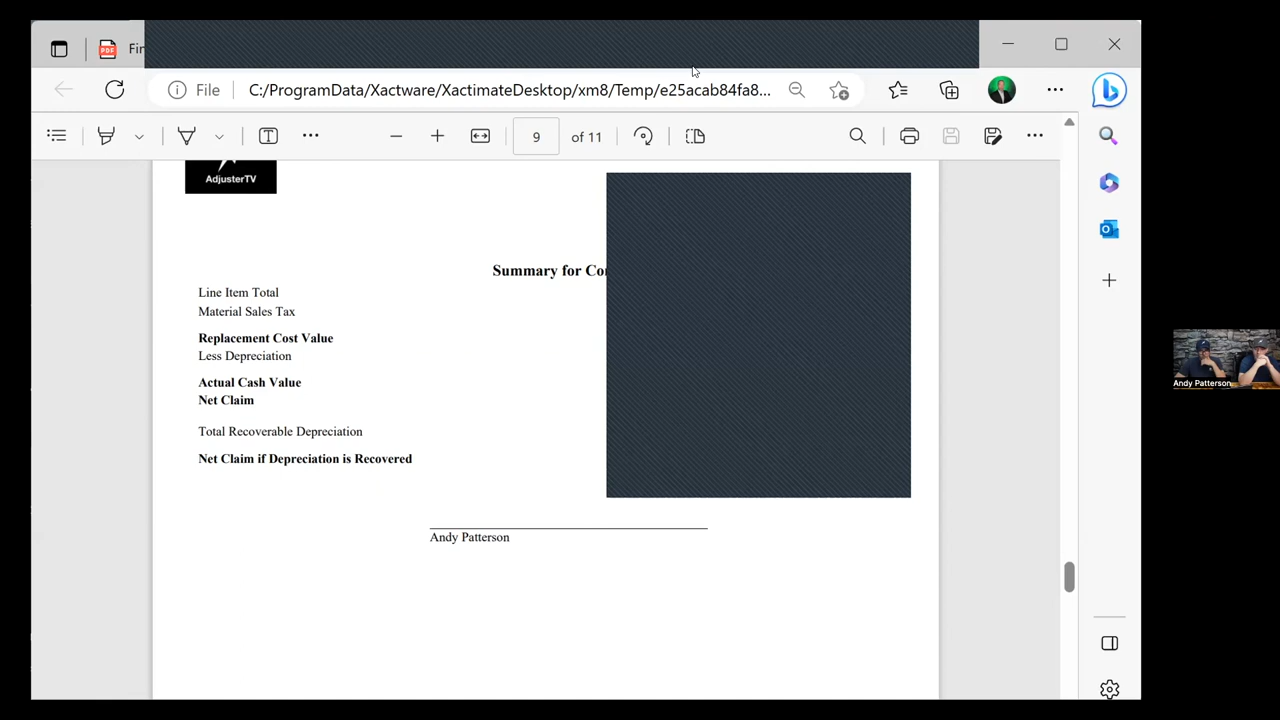 Fin
File C:/ProgramData/Xactware/XactimateDesktop/xm8/Temp/e25acab84fa8...
9 of 11
AdjusterTV
Summary for Co
Line Item Total
Material Sales Tax
Replacement Cost Value
Less Depreciation
Actual Cash Value
Net Claim
Total Recoverable Depreciation
Net Claim if Depreciation is Recovered
Andy Patterson
Andy Patterson